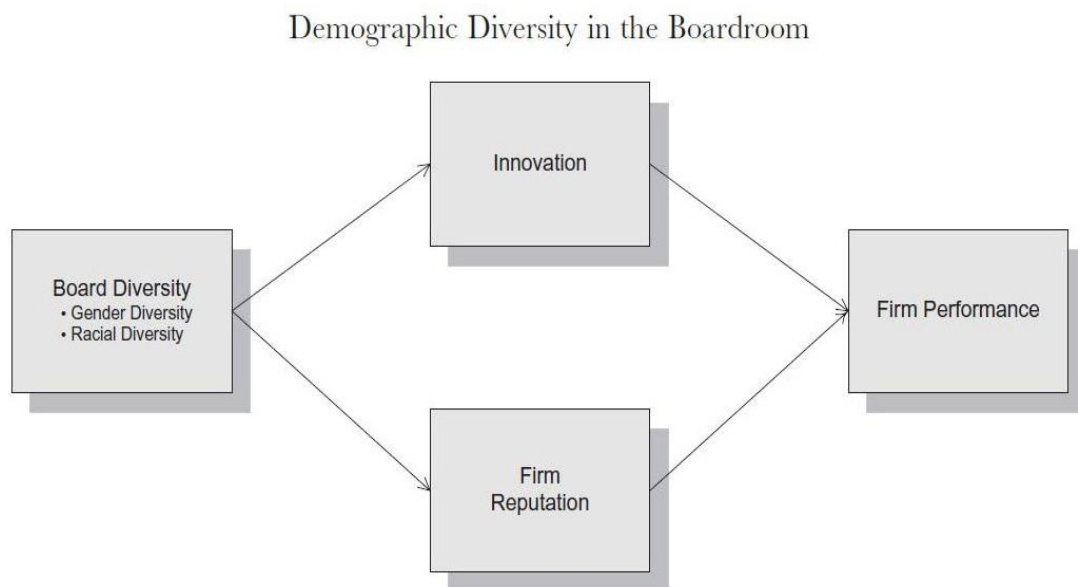 Demographic Diversity in the Boardroom
Innovation
Board Diversity
• Gender Diversity
• Racial Diversity
Firm Performance
Firm
Reputation